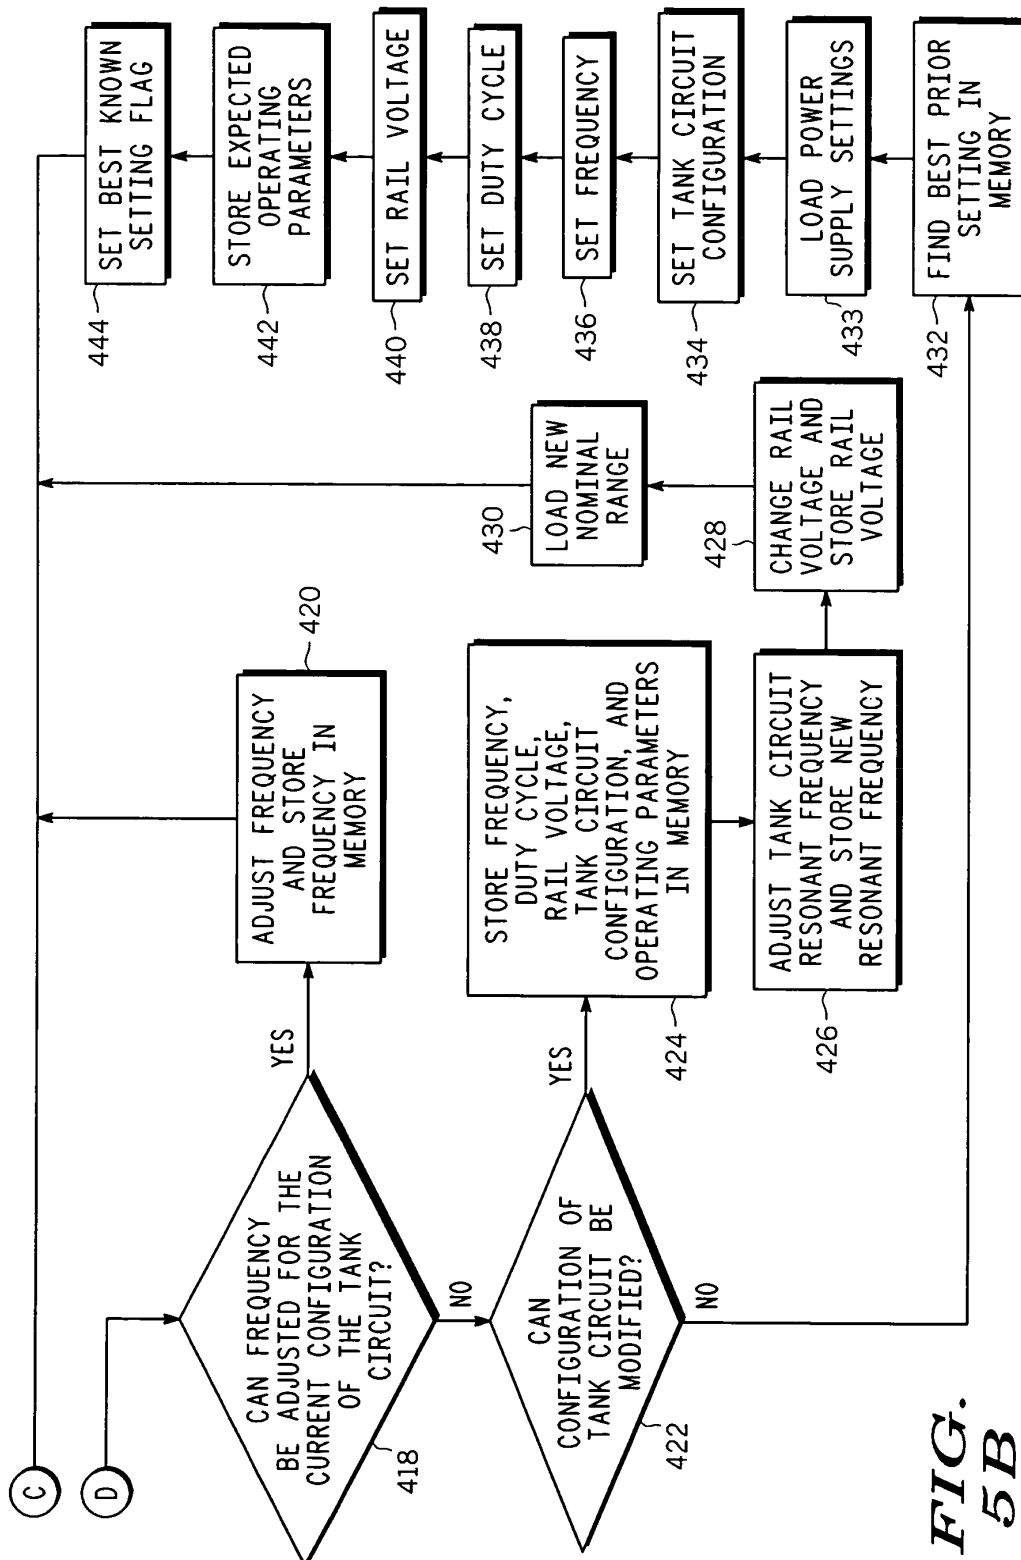 C
D
CAN FREQUENCY
BE ADJUSTED FOR THE
CURRENT CONFIGURATION
OF THE TANK
CIRCUIT?
418
YES
NO
ADJUST FREQUENCY
AND STORE
FREQUENCY IN
MEMORY
420
CAN
CONFIGURATION OF
TANK CIRCUIT BE
MODIFIED?
422
YES
NO
STORE FREQUENCY,
DUTY CYCLE,
RAIL VOLTAGE,
TANK CIRCUIT
CONFIGURATION, AND
OPERATING PARAMETERS
IN MEMORY
424
ADJUST TANK CIRCUIT
RESONANT FREQUENCY
AND STORE NEW
RESONANT FREQUENCY
426
CHANGE RAIL
VOLTAGE AND
STORE RAIL
VOLTAGE
428
LOAD NEW
NOMINAL
RANGE
430
FIND BEST PRIOR
SETTING IN
MEMORY
432
LOAD POWER
SUPPLY SETTINGS
433
SET TANK CIRCUIT
CONFIGURATION
434
SET FREQUENCY
436
SET DUTY CYCLE
438
SET RAIL VOLTAGE
440
STORE EXPECTED
OPERATING
PARAMETERS
442
SET BEST KNOWN
SETTING FLAG
444
FIG.
5B